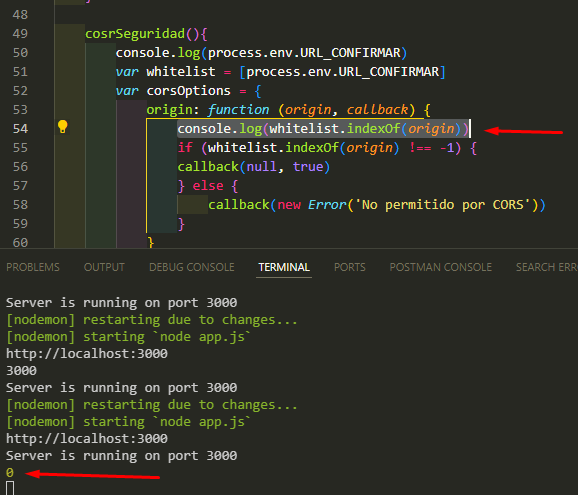 48
49 cosrSeguridad(){
50 console.log(process.env.URL_CONFIRMAR)
51 var whitelist = [process.env.URL_CONFIRMAR]
52 var corsOptions = {
53 origin: function (origin, callback) {
54 console.log(whitelist.indexOf(origin))
55 if (whitelist.indexOf(origin) !== -1) {
56 callback(null, true)
57 } else {
58 callback(new Error('No permitido por CORS'))
59 }
60 }
PROBLEMS OUTPUT DEBUG CONSOLE TERMINAL PORTS POSTMAN CONSOLE SEARCH ERR
Server is running on port 3000
[nodemon] restarting due to changes...
[nodemon] starting `node app.js`
http://localhost:3000
3000
Server is running on port 3000
[nodemon] restarting due to changes...
[nodemon] starting `node app.js`
http://localhost:3000
Server is running on port 3000
0